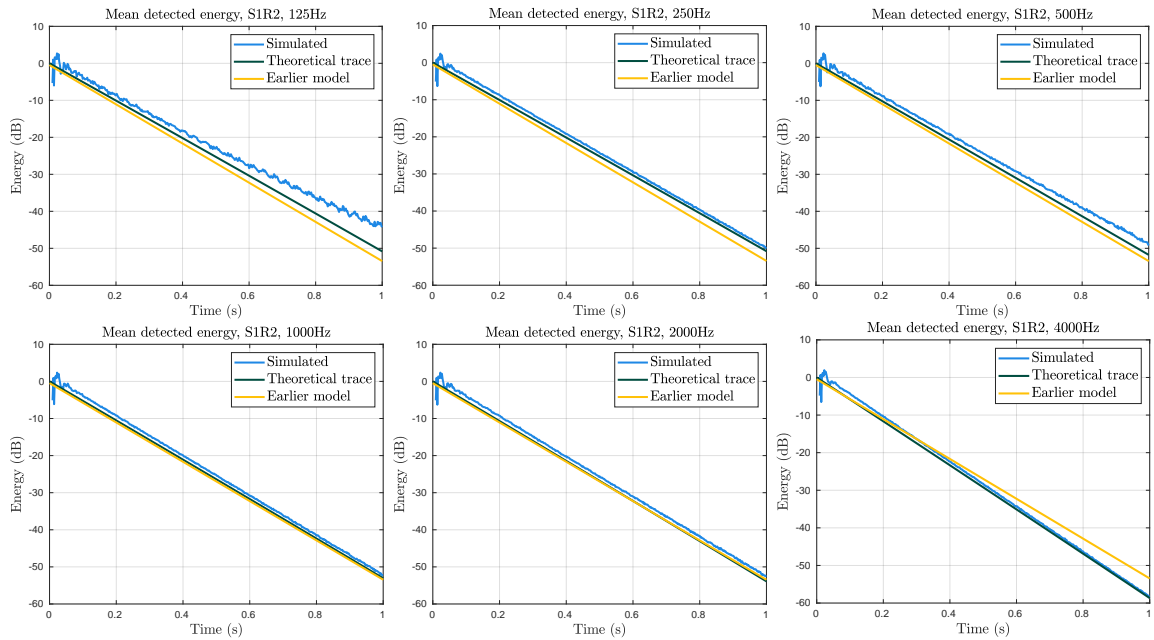 Mean detected energy, S1R2, 125Hz
10
0
-10
-20
-30
-40
-50
-60
Energy (dB)
0
0.2
0.4
0.6
0.8
1
Time (s)
Simulated
Theoretical trace
Earlier model
Mean detected energy, S1R2, 250Hz
10
0
-10
-20
-30
-40
-50
-60
Energy (dB)
0
0.2
0.4
0.6
0.8
1
Time (s)
Simulated
Theoretical trace
Earlier model
Mean detected energy, S1R2, 500Hz
10
0
-10
-20
-30
-40
-50
-60
Energy (dB)
0
0.2
0.4
0.6
0.8
1
Time (s)
Simulated
Theoretical trace
Earlier model
Mean detected energy, S1R2, 1000Hz
10
0
-10
-20
-30
-40
-50
-60
Energy (dB)
0
0.2
0.4
0.6
0.8
1
Time (s)
Simulated
Theoretical trace
Earlier model
Mean detected energy, S1R2, 2000Hz
10
0
-10
-20
-30
-40
-50
-60
Energy (dB)
0
0.2
0.4
0.6
0.8
1
Time (s)
Simulated
Theoretical trace
Earlier model
Mean detected energy, S1R2, 4000Hz
10
0
-10
-20
-30
-40
-50
-60
Energy (dB)
0
0.2
0.4
0.6
0.8
1
Time (s)
Simulated
Theoretical trace
Earlier model